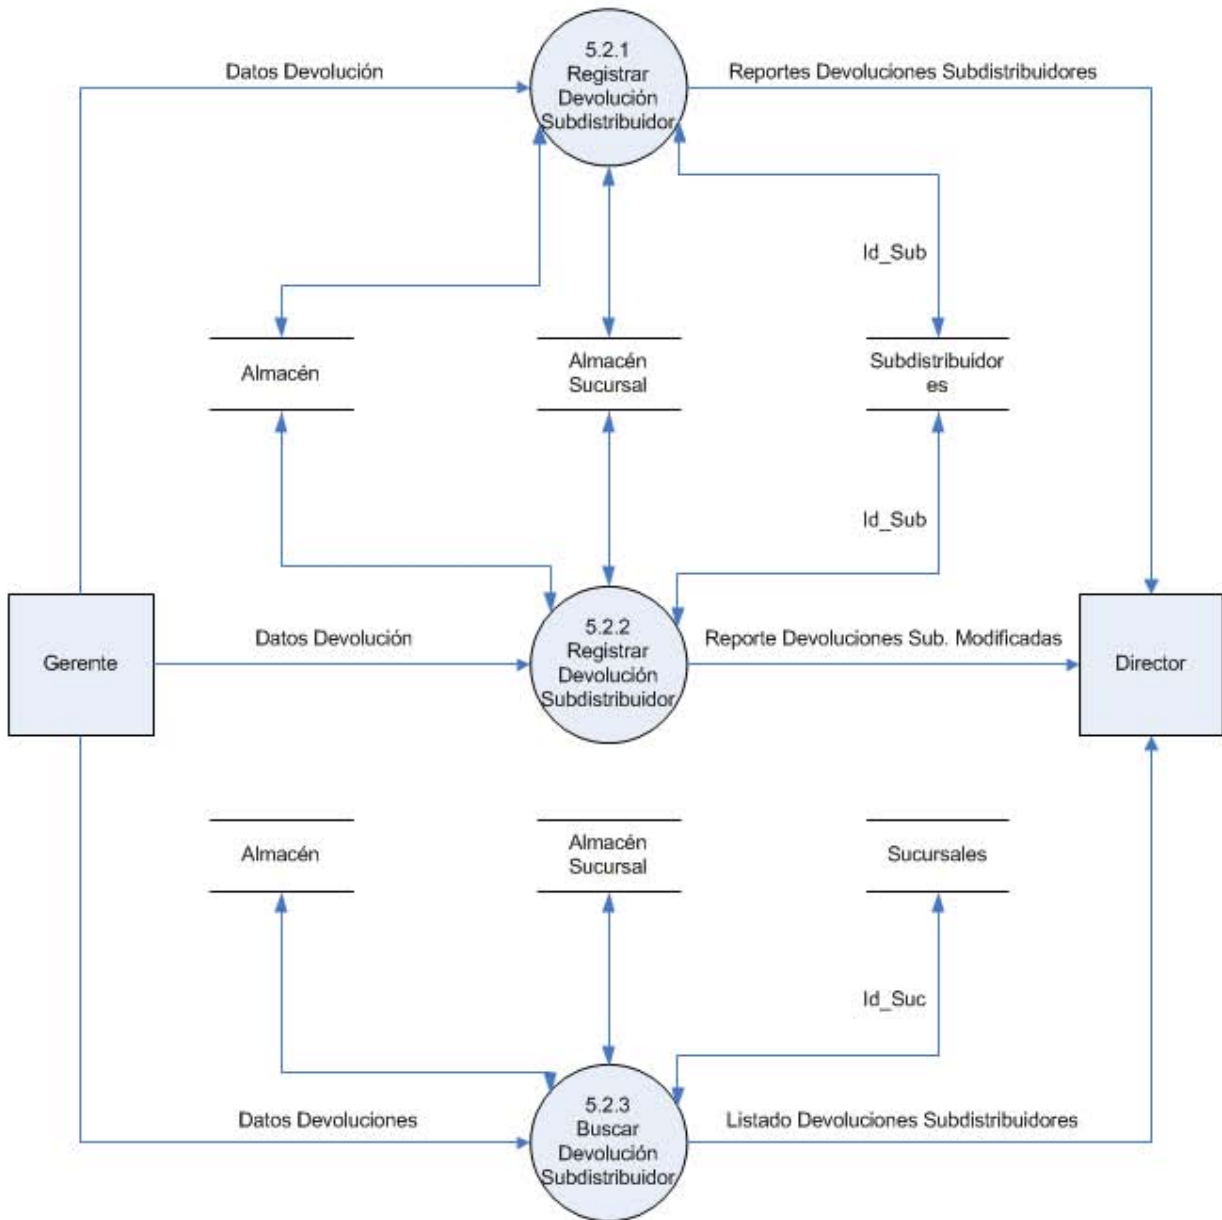 5.2.1
Registrar
Devolución
Subdistribuidor
Datos Devolución
Reportes Devoluciones Subdistribuidores
Id_Sub
Almacén
Almacén
Sucursal
Subdistribuidor
es
Id_Sub
Gerente
Datos Devolución
5.2.2
Registrar
Devolución
Subdistribuidor
Reporte Devoluciones Sub. Modificadas
Director
Almacén
Almacén
Sucursal
Sucursales
Id_Suc
Datos Devoluciones
5.2.3
Buscar
Devolución
Subdistribuidor
Listado Devoluciones Subdistribuidores